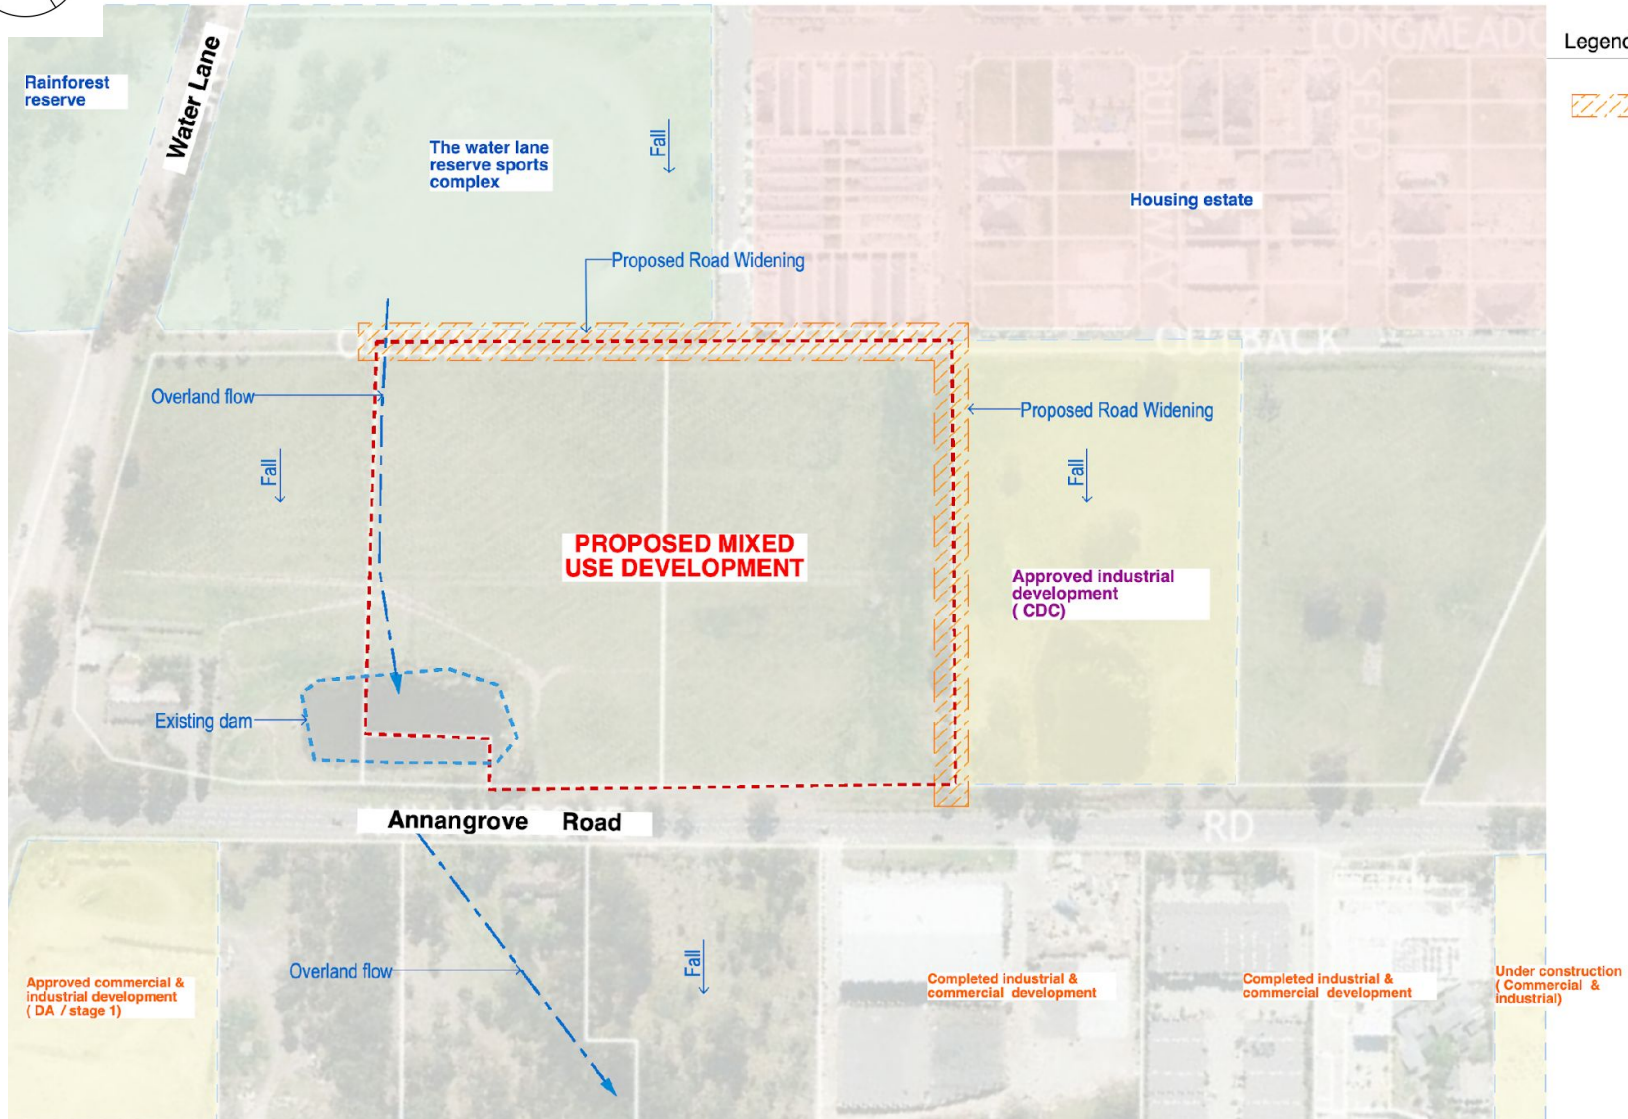 LONGMEADO
Legend
Rainforest
reserve
Water Lane
The water lane
reserve sports
complex
Fall
Housing estate
Proposed Road Widening
Overland flow
Proposed Road Widening
Fall
Fall
PROPOSED MIXED
USE DEVELOPMENT
Approved industrial
development
( CDC)
Existing dam
Annangrove Road
RD
Overland flow
Fall
Approved commercial &
industrial development
( DA / stage 1)
Completed industrial &
commercial development
Completed industrial &
commercial development
Under construction
( Commercial &
industrial)